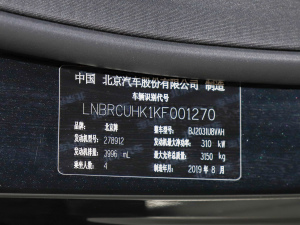 中国 北京汽车股份有限公司 制造
车辆识别代号
LNBRCUHK1KF001270
品牌： 北京牌 整车型号： BJ2031U8VAH
发动机型号： 278912 发动机最大净功率： 310 kW
发动机排量： 3996 mL 最大允许总质量： 3150 kg
乘坐人数： 4 制造年月： 2019 年 8 月